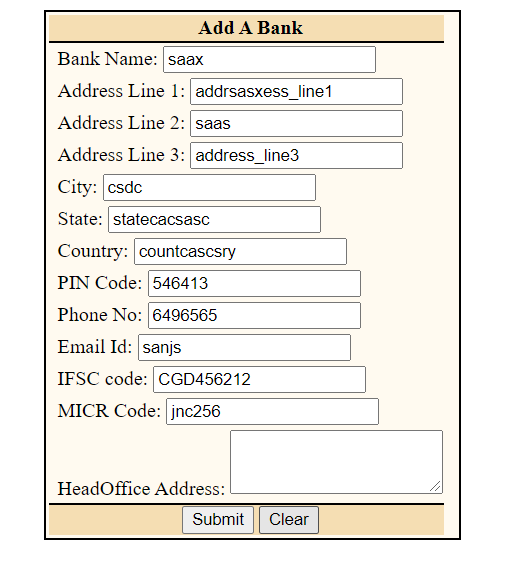 Add A Bank
Bank Name: saax
Address Line 1: addrsasxess_line1
Address Line 2: saas
Address Line 3: address_line3
City: csdc
State: statecacsasc
Country: countcascsry
PIN Code: 546413
Phone No: 6496565
Email Id: sanjs
IFSC code: CGD456212
MICR Code: jnc256
HeadOffice Address:
Submit Clear